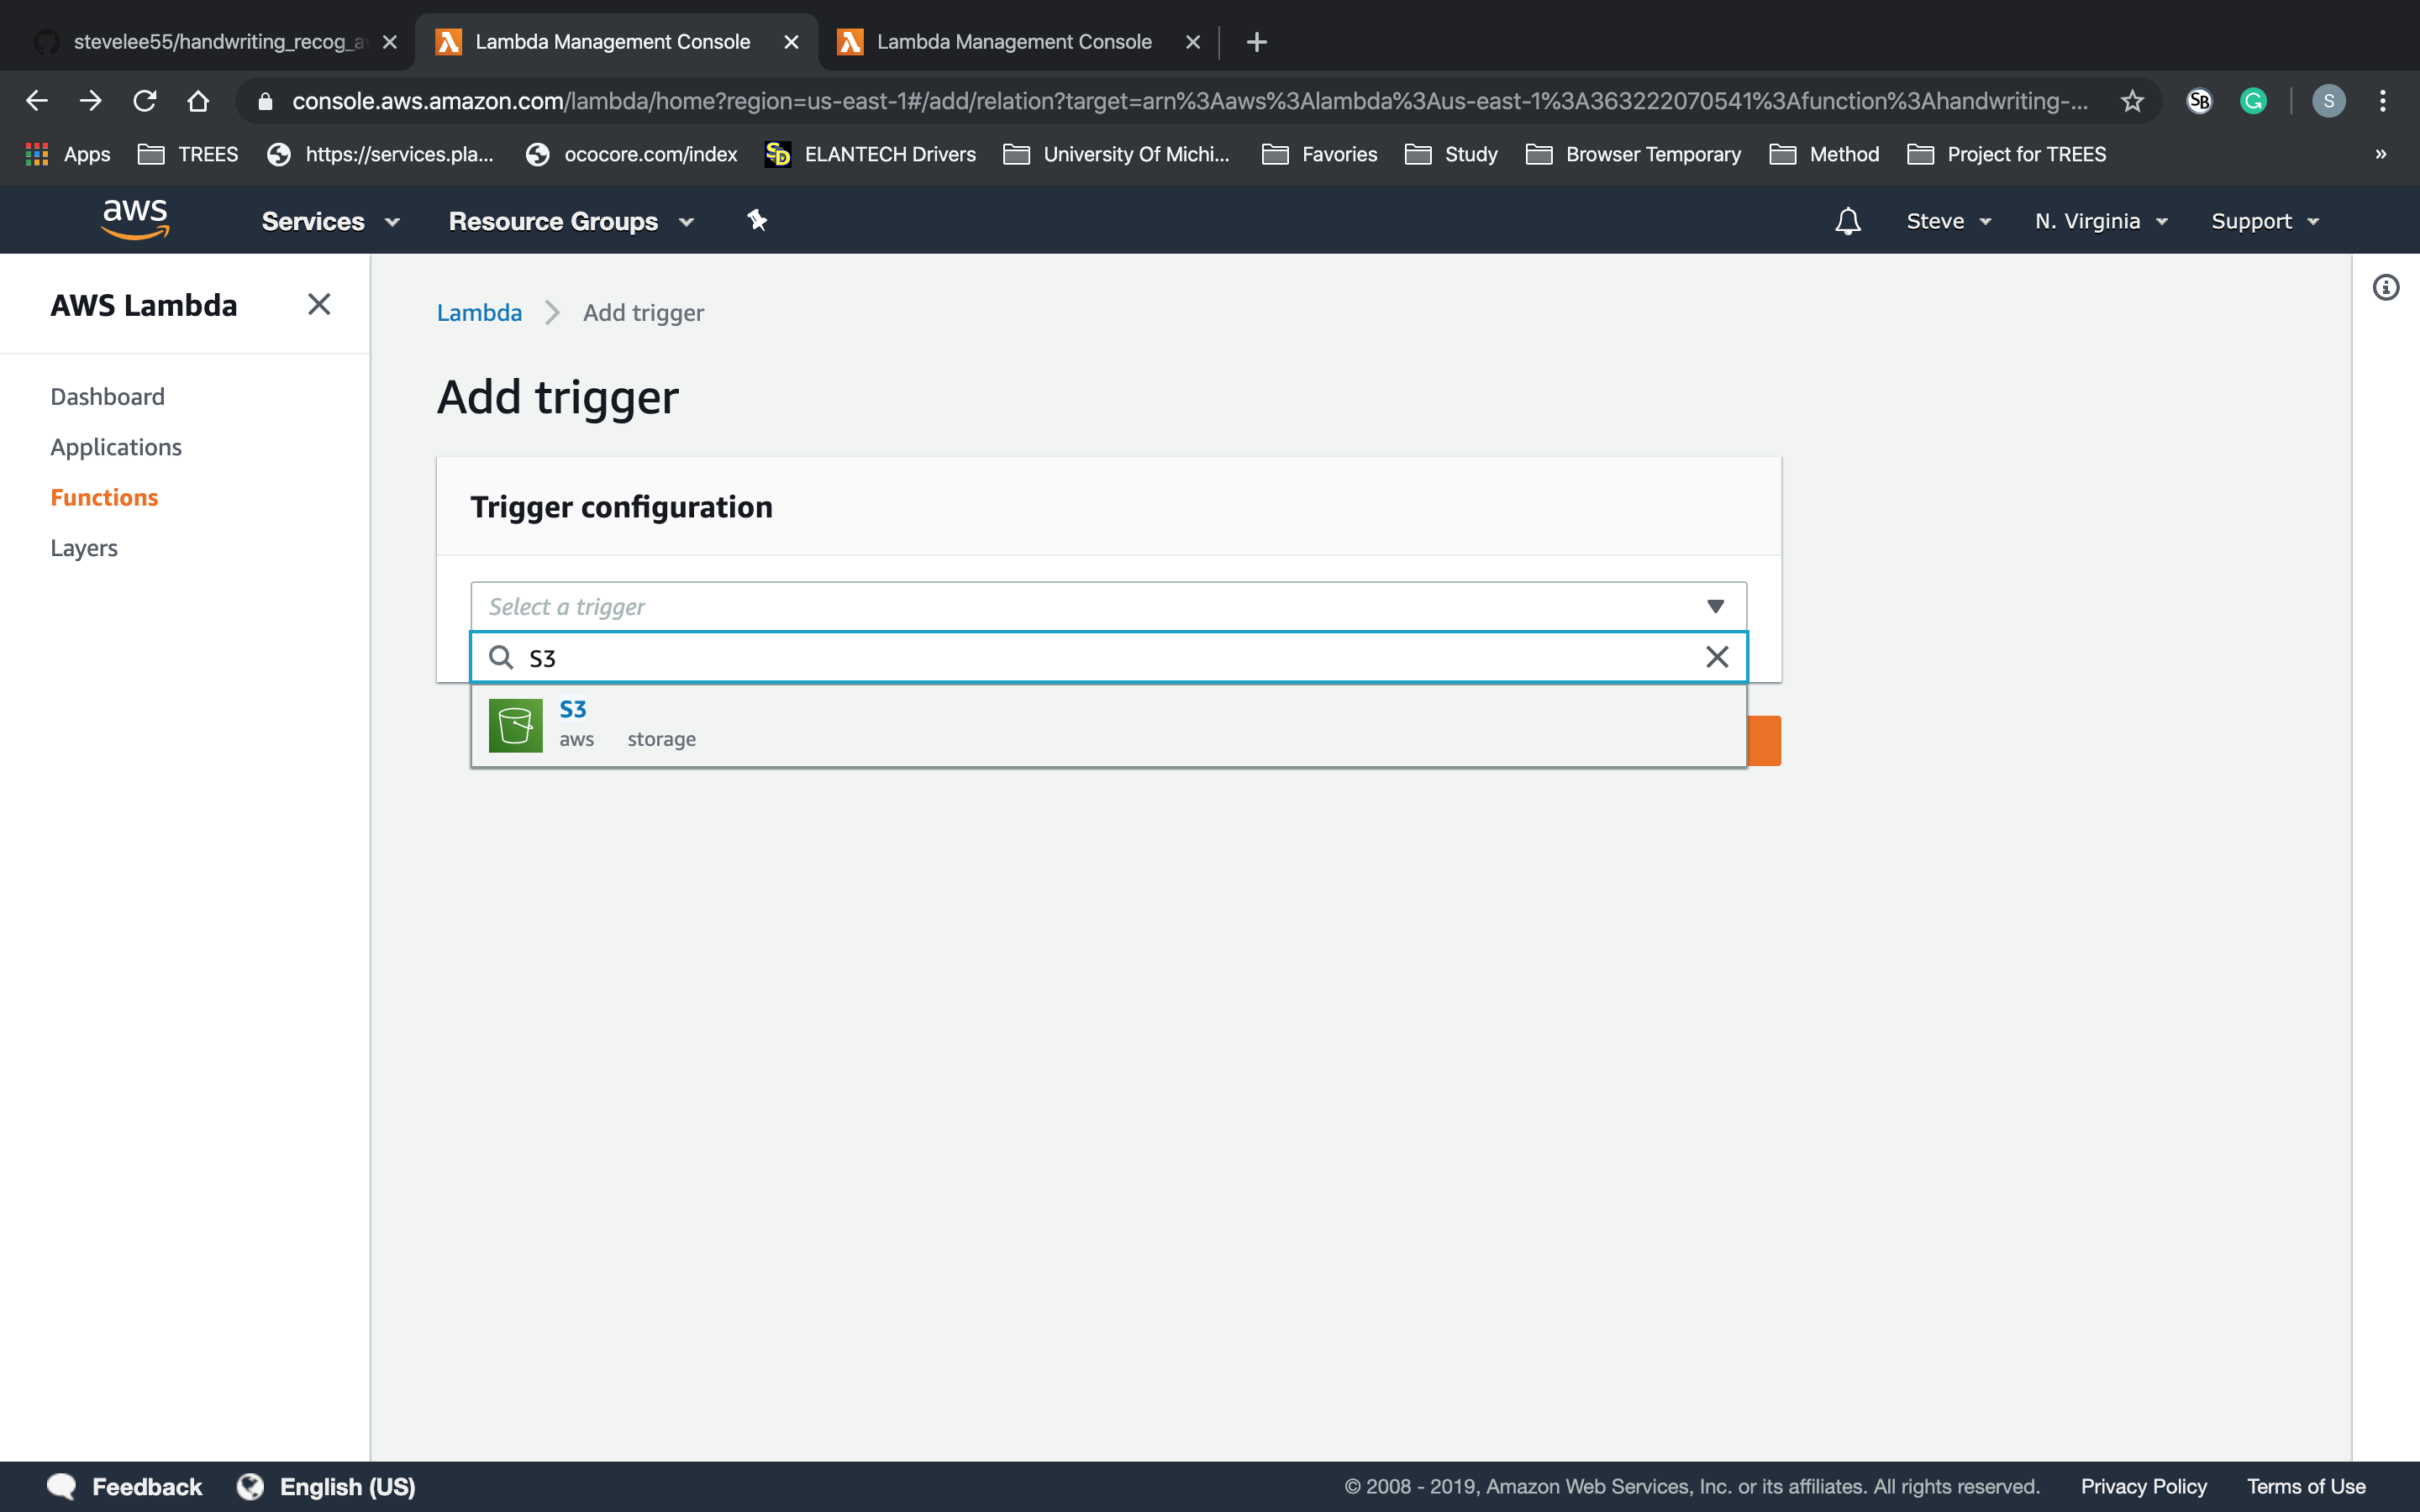 stevelee55/handwriting_recog_a
Lambda Management Console
Lambda Management Console
console.aws.amazon.com/lambda/home?region=us-east-1#/add/relation?target=arn%3Aaws%3Alambda%3Aus-east-1%3A363222070541%3Afunction%3Ahandwriting-...
SB
G
S
Apps
TREES
https://services.pla...
ococore.com/index
SD
ELANTECH Drivers
University Of Michi...
Favorites
Study
Browser Temporary
Method
Project for TREES
»
aws
Services
Resource Groups
Steve
N. Virginia
Support
AWS Lambda
Dashboard
Applications
Functions
Layers
Lambda
Add trigger
Add trigger
Trigger configuration
Select a trigger
S3
S3
aws storage
Feedback
English (US)
© 2008 - 2019, Amazon Web Services, Inc. or its affiliates. All rights reserved.
Privacy Policy
Terms of Use